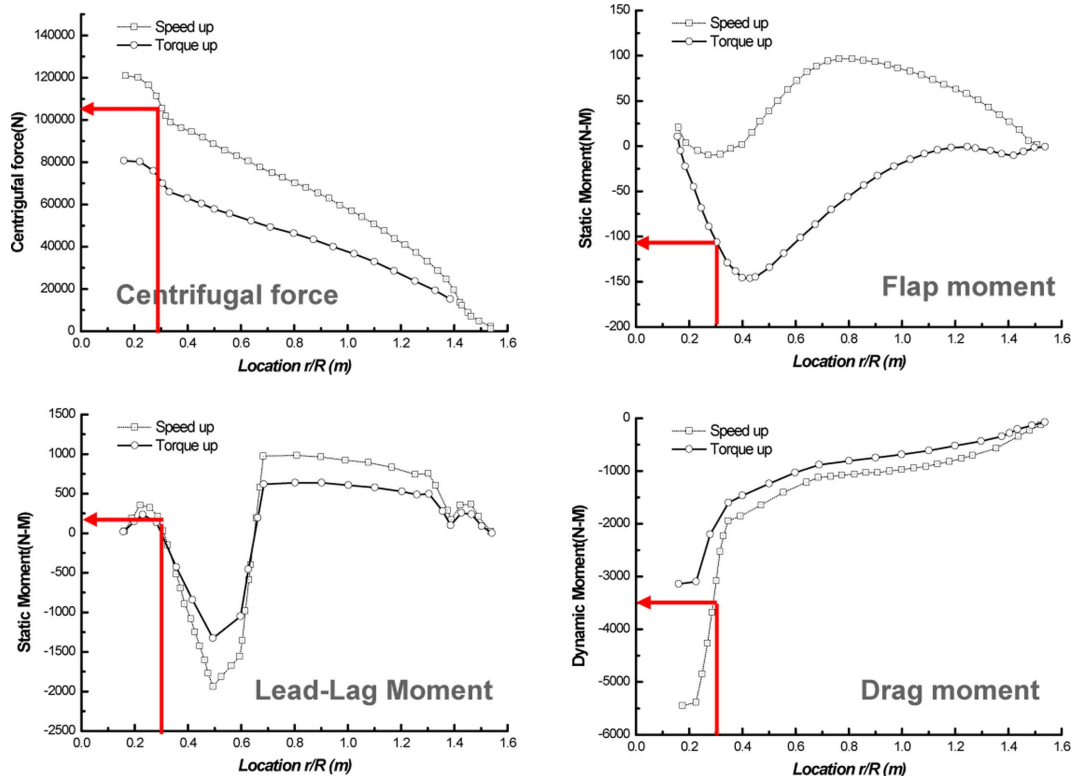 Speed up
Torque up
140000
120000
100000
80000
60000
40000
20000
0
Centrigufal force(N)
Centrifugal force
0.0 0.2 0.4 0.6 0.8 1.0 1.2 1.4 1.6
Location r/R (m)
Speed up
Torque up
100
50
0
-50
-100
-150
-200
Static Moment(N-M)
Flap moment
0.0 0.2 0.4 0.6 0.8 1.0 1.2 1.4 1.6
Location r/R (m)
Speed up
Torque up
1500
1000
500
0
-500
-1000
-1500
-2000
-2500
Static Moment(N-M)
Lead-Lag Moment
0.0 0.2 0.4 0.6 0.8 1.0 1.2 1.4 1.6
Location r/R (m)
Speed up
Torque up
0
-1000
-2000
-3000
-4000
-5000
-6000
Dynamic Moment(N-M)
Drag moment
0.0 0.2 0.4 0.6 0.8 1.0 1.2 1.4 1.6
Location r/R (m)